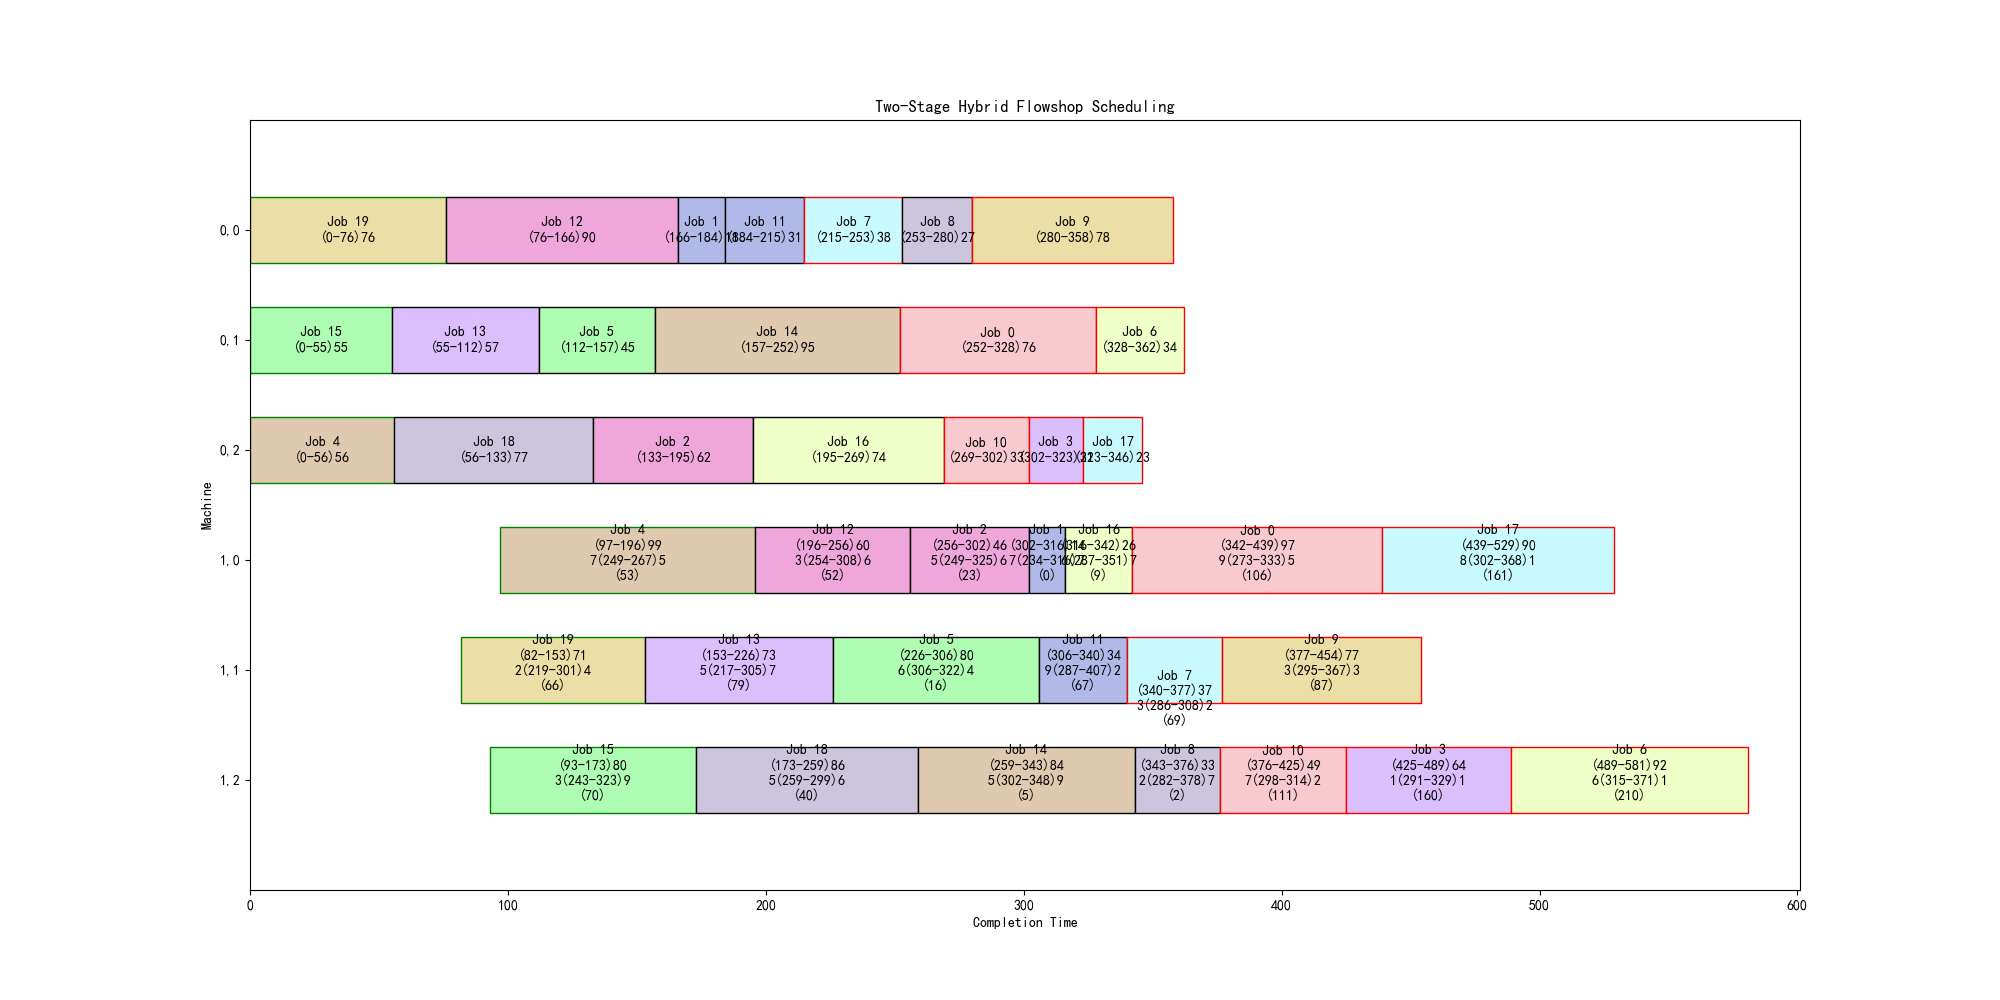 Two-Stage Hybrid Flowshop Scheduling
0,0
Job 19
(0-76)76
Job 12
(76-166)90
Job 1
(166-184)18
Job 11
(184-215)31
Job 7
(215-253)38
Job 8
(253-280)27
Job 9
(280-358)78
0,1
Job 15
(0-55)55
Job 13
(55-112)57
Job 5
(112-157)45
Job 14
(157-252)95
Job 0
(252-328)76
Job 6
(328-362)34
0,2
Job 4
(0-56)56
Job 18
(56-133)77
Job 2
(133-195)62
Job 16
(195-269)74
Job 10
(269-302)33
Job 3
(302-323)21
Job 17
(323-346)23
Machine
1,0
Job 4
(97-196)99
7(249-267)5
(53)
Job 12
(196-256)60
3(254-308)6
(52)
Job 2
(256-302)46
5(249-325)6
(23)
Job 1
(302-316)14
(0)
Job 16
(316-342)26
(9)
Job 0
(342-439)97
9(273-333)5
(106)
Job 17
(439-529)90
8(302-368)1
(161)
1,1
Job 19
(82-153)71
2(219-301)4
(66)
Job 13
(153-226)73
5(217-305)7
(79)
Job 5
(226-306)80
6(306-322)4
(16)
Job 11
(306-340)34
9(287-407)2
(67)
Job 7
(340-377)37
3(286-308)2
(69)
Job 9
(377-454)77
3(295-367)3
(87)
1,2
Job 15
(93-173)80
3(243-323)9
(70)
Job 18
(173-259)86
5(259-299)6
(40)
Job 14
(259-343)84
5(302-348)9
(5)
Job 8
(343-376)33
2(282-378)7
(2)
Job 10
(376-425)49
7(298-314)2
(111)
Job 3
(425-489)64
1(291-329)1
(160)
Job 6
(489-581)92
6(315-371)1
(210)
0 100 200 300 400 500 600
Completion Time